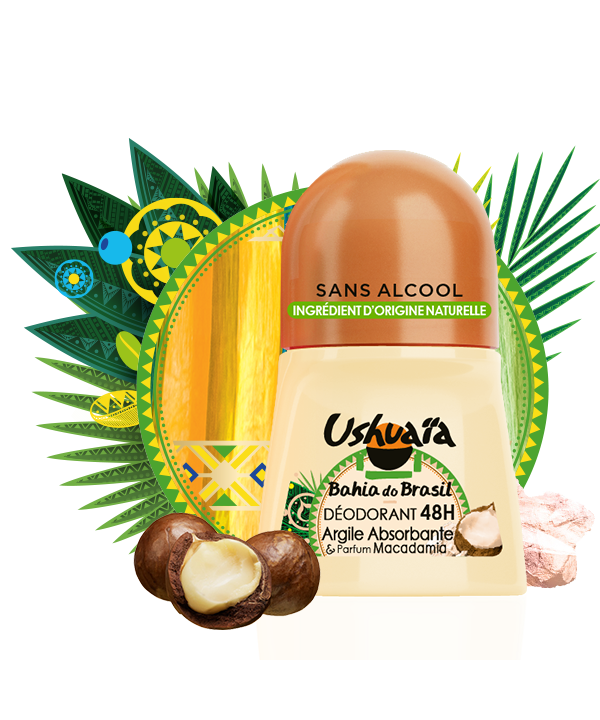 SANS ALCOOL
INGRÉDIENT D'ORIGINE NATURELLE
Ushuaïa
Bahia do Brasil
DÉODORANT 48H
Argile Absorbante
& Parfum Macadamia